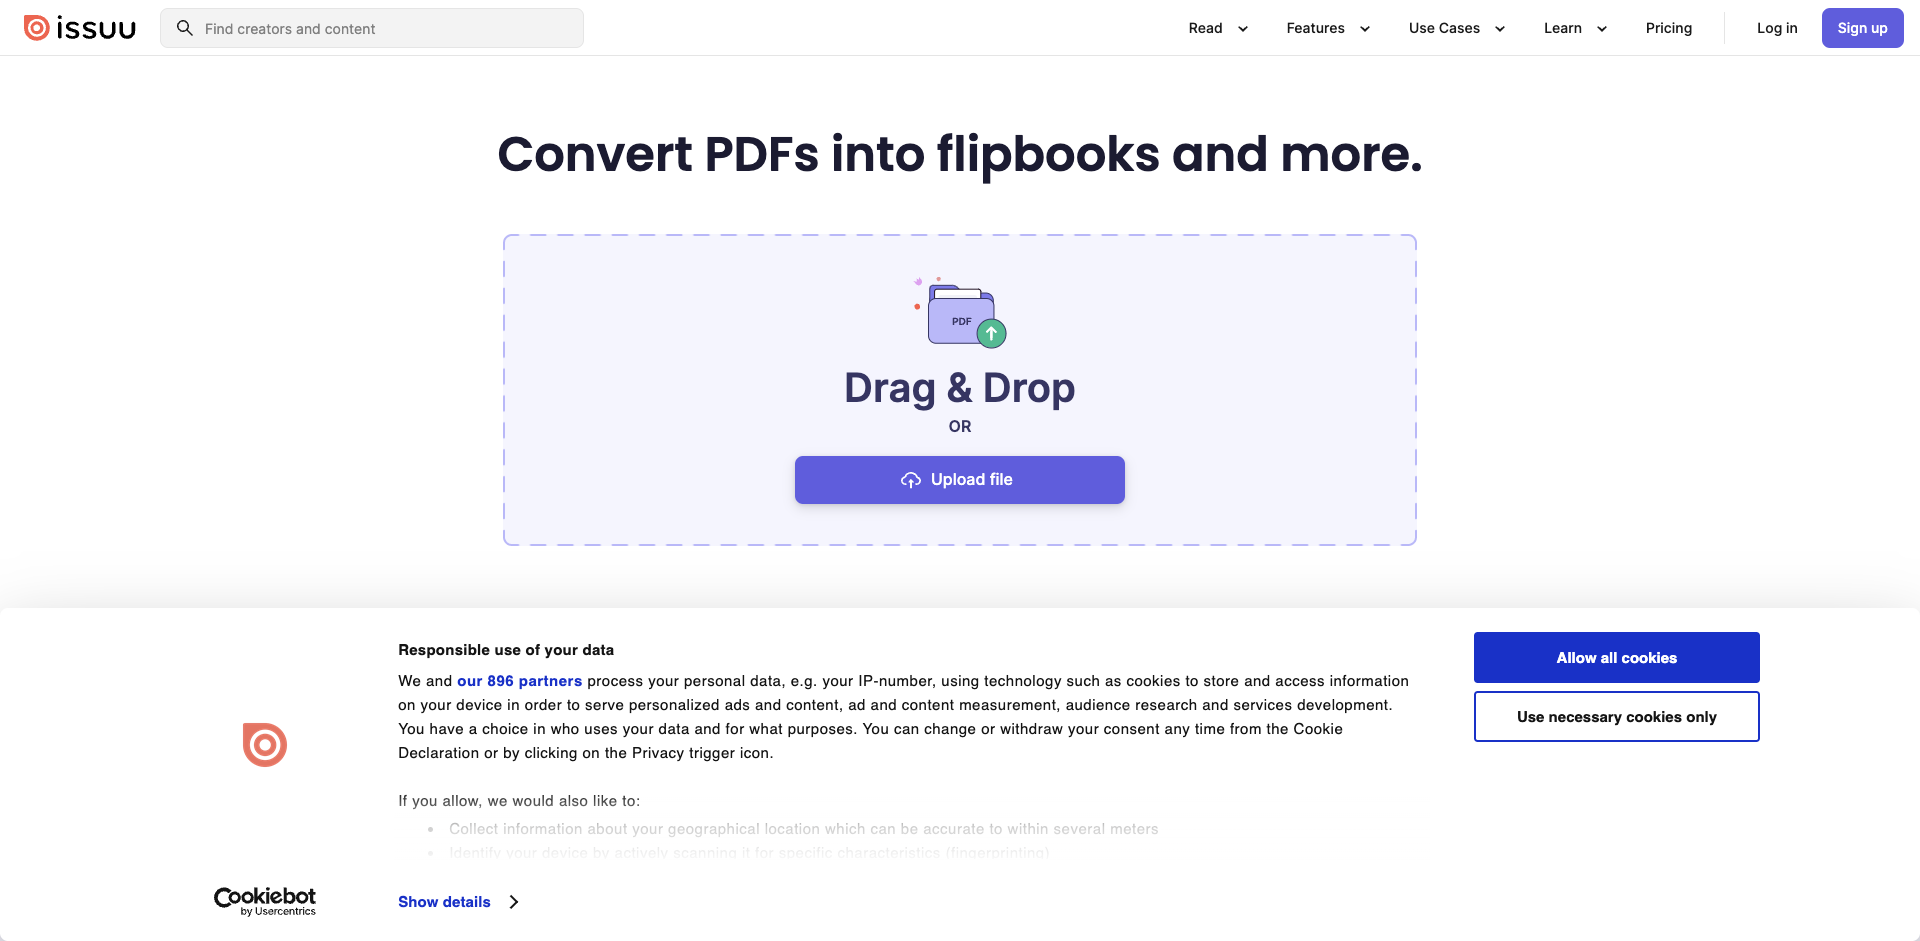 issuu
Find creators and content
Read
Features
Use Cases
Learn
Pricing
Log in
Sign up
Convert PDFs into flipbooks and more.
PDF
Drag & Drop
OR
Upload file
Responsible use of your data
We and our 896 partners process your personal data, e.g. your IP-number, using technology such as cookies to store and access information
on your device in order to serve personalized ads and content, ad and content measurement, audience research and services development.
You have a choice in who uses your data and for what purposes. You can change or withdraw your consent any time from the Cookie
Declaration or by clicking on the Privacy trigger icon.
If you allow, we would also like to:
• Collect information about your geographical location which can be accurate to within several meters
• Identify your device by actively scanning it for specific characteristics (fingerprinting)
Allow all cookies
Use necessary cookies only
Cookiebot
by Usercentrics
Show details